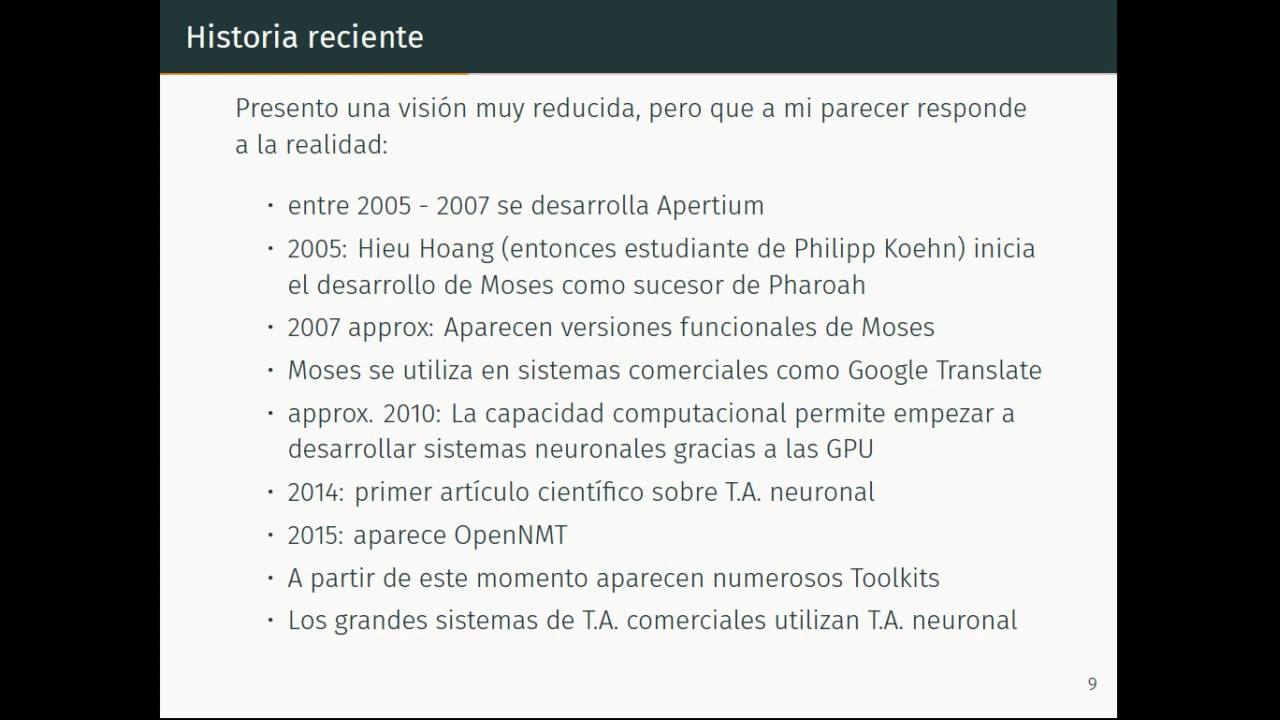 Historia reciente
Presento una visión muy reducida, pero que a mi parecer responde
a la realidad:
· entre 2005 - 2007 se desarrolla Apertium
· 2005: Hieu Hoang (entonces estudiante de Philipp Koehn) inicia
el desarrollo de Moses como sucesor de Pharoah
· 2007 approx: Aparecen versiones funcionales de Moses
· Moses se utiliza en sistemas comerciales como Google Translate
· approx. 2010: La capacidad computacional permite empezar a
desarrollar sistemas neuronales gracias a las GPU
· 2014: primer artículo científico sobre T.A. neuronal
· 2015: aparece OpenNMT
· A partir de este momento aparecen numerosos Toolkits
· Los grandes sistemas de T.A. comerciales utilizan T.A. neuronal
9